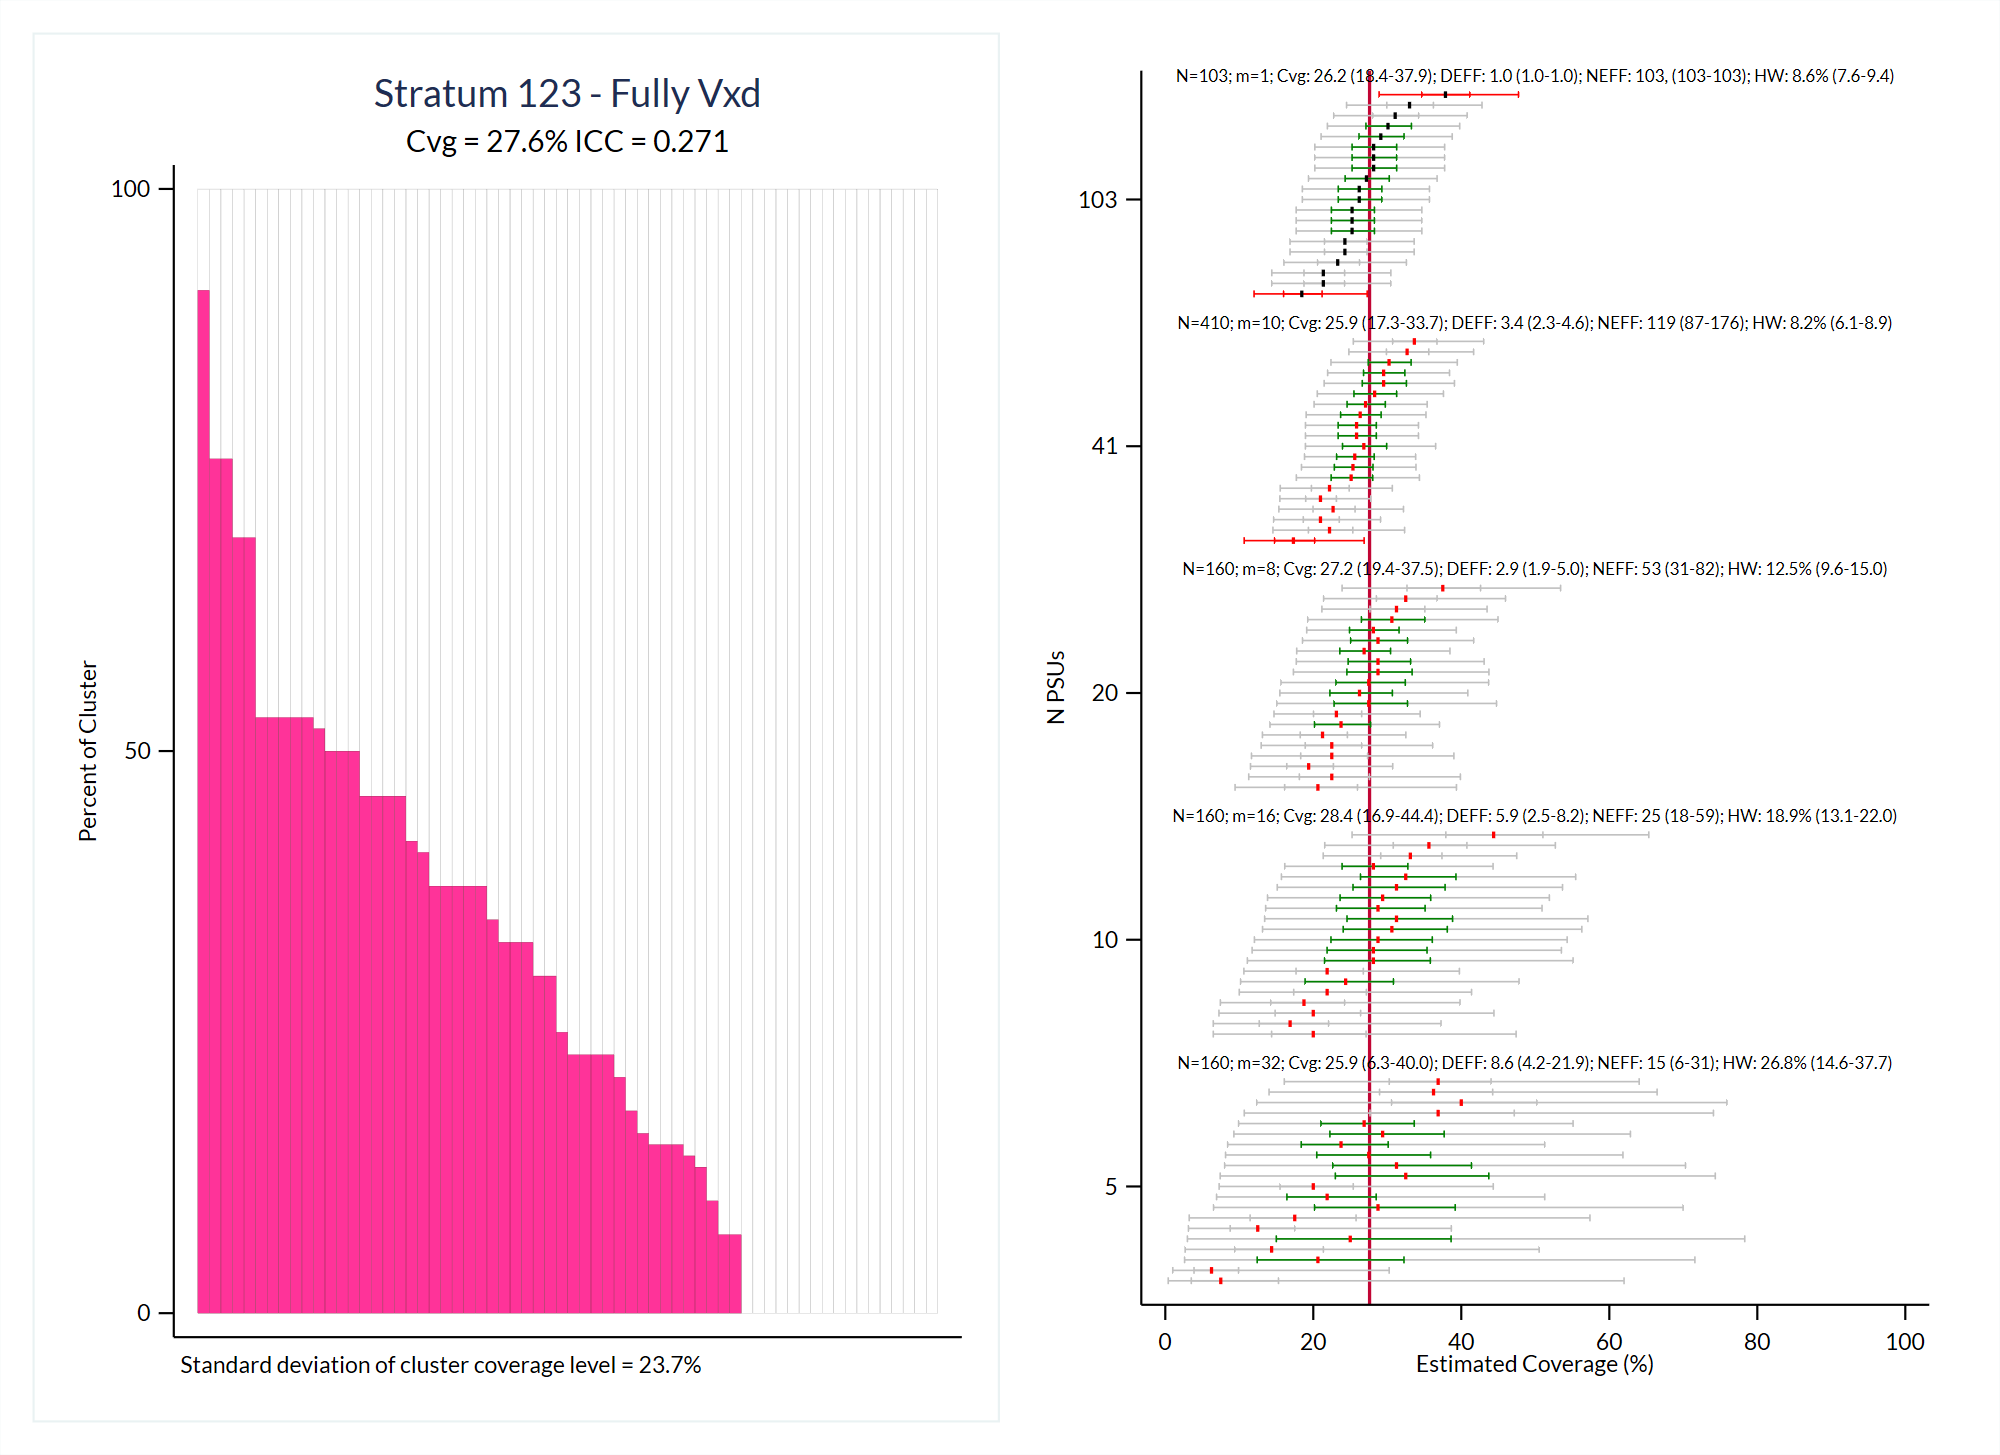 Stratum 123 - Fully Vxd
Cvg = 27.6% ICC = 0.271
100
50
0
Percent of Cluster
Standard deviation of cluster coverage level = 23.7%
N=103; m=1; Cvg: 26.2 (18.4-37.9); DEFF: 1.0 (1.0-1.0); NEFF: 103, (103-103); HW: 8.6% (7.6-9.4)
103
N=410; m=10; Cvg: 25.9 (17.3-33.7); DEFF: 3.4 (2.3-4.6); NEFF: 119 (87-176); HW: 8.2% (6.1-8.9)
41
N=160; m=8; Cvg: 27.2 (19.4-37.5); DEFF: 2.9 (1.9-5.0); NEFF: 53 (31-82); HW: 12.5% (9.6-15.0)
20
N PSUs
N=160; m=16; Cvg: 28.4 (16.9-44.4); DEFF: 5.9 (2.5-8.2); NEFF: 25 (18-59); HW: 18.9% (13.1-22.0)
10
N=160; m=32; Cvg: 25.9 (6.3-40.0); DEFF: 8.6 (4.2-21.9); NEFF: 15 (6-31); HW: 26.8% (14.6-37.7)
5
0 20 40 60 80 100
Estimated Coverage (%)